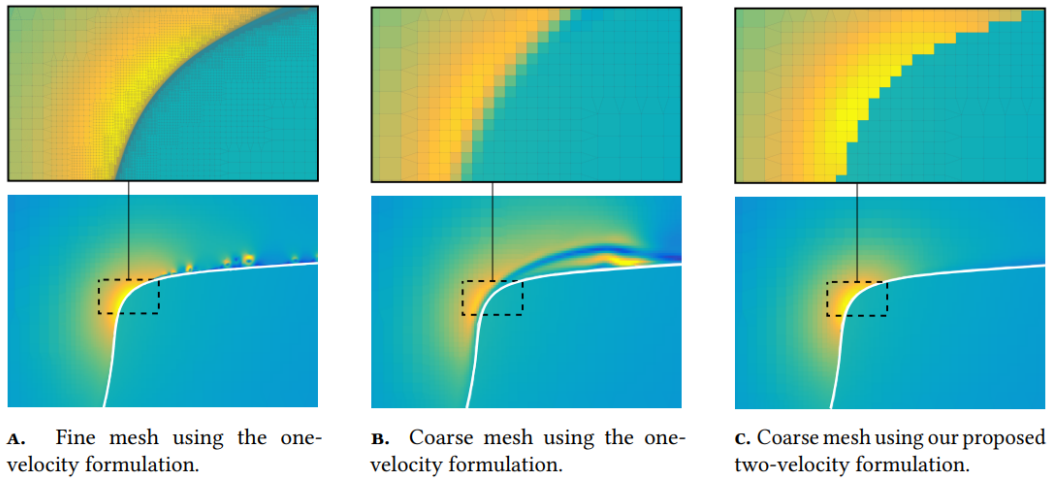 A. Fine mesh using the one-
velocity formulation.
B. Coarse mesh using the one-
velocity formulation.
C. Coarse mesh using our proposed
two-velocity formulation.